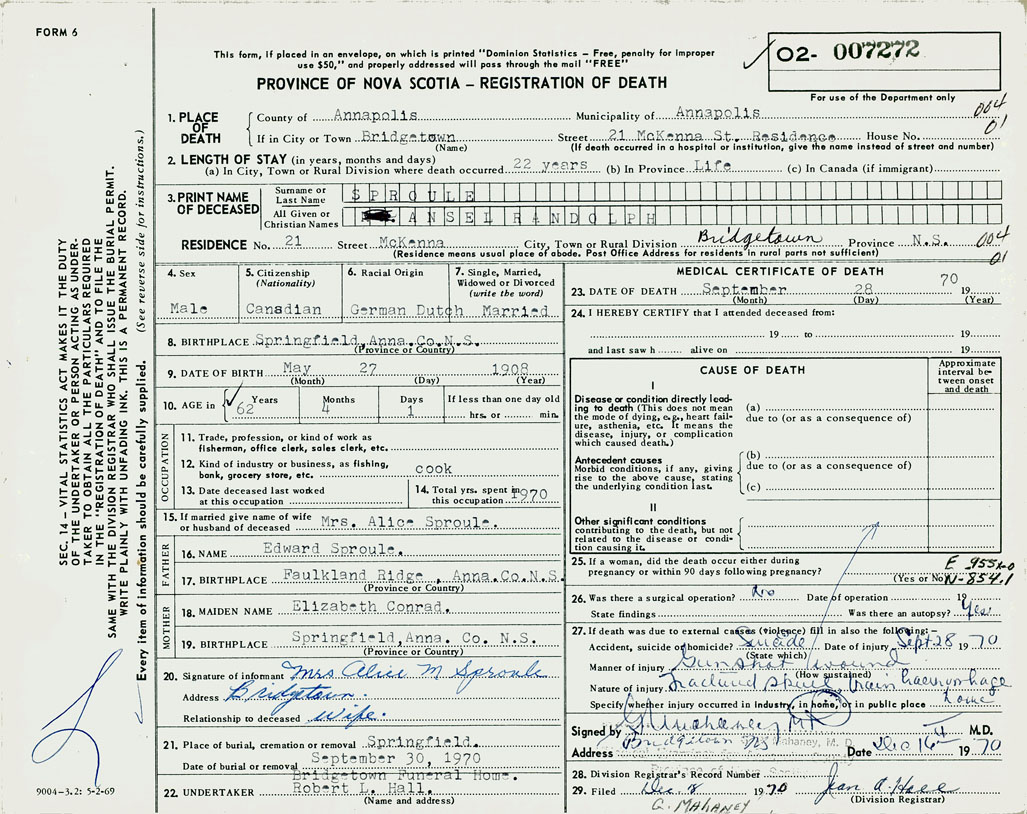 FORM 6
This form, if placed in an envelope, on which is printed "Dominion Statistics – Free, penalty for improper
use $50," and properly addressed will pass through the mail "FREE"
02- 007272
PROVINCE OF NOVA SCOTIA – REGISTRATION OF DEATH
For use of the Department only
004
01
1. PLACE OF DEATH
County of Annapolis Municipality of Annapolis
If in City or Town Bridgetown Street 21 McKenna St. Residence House No.
(Name) (If death occurred in a hospital or institution, give the name instead of street and number)
2. LENGTH OF STAY (in years, months and days)
(a) In City, Town or Rural Division where death occurred 22 years (b) In Province Life (c) In Canada (if immigrant)
3. PRINT NAME OF DECEASED
Surname or Last Name SPROULE
All Given or Christian Names ANSEL RANDOLPH
RESIDENCE No. 21 Street McKenna City, Town or Rural Division Bridgetown Province N.S. 004
(Residence means usual place of abode. Post Office Address for residents in rural parts not sufficient) 01
4. Sex
Male
5. Citizenship
(Nationality)
Canadian
6. Racial Origin
German Dutch
7. Single, Married,
Widowed or Divorced
(write the word)
Married
8. BIRTHPLACE Springfield, Anna.Co.N.S.
(Province or Country)
9. DATE OF BIRTH May 27 1908
(Month) (Day) (Year)
10. AGE in Years Months Days If less than one day old
62 4 1 hrs. or min.
OCCUPATION
11. Trade, profession, or kind of work as
fisherman, office clerk, sales clerk, etc.
12. Kind of industry or business, as fishing,
bank, grocery store, etc. cook
13. Date deceased last worked
at this occupation
14. Total yrs. spent in
this occupation 1970
15. If married give name of wife
or husband of deceased Mrs. Alice Sproule.
FATHER
16. NAME Edward Sproule.
17. BIRTHPLACE Faulkland Ridge, Anna.Co.N.S.
(Province or Country)
MOTHER
18. MAIDEN NAME Elizabeth Conrad.
19. BIRTHPLACE Springfield, Anna. Co. N.S.
(Province or Country)
20. Signature of informant Mrs Alice M Sproule
Address Bridgetown.
Relationship to deceased Wife.
21. Place of burial, cremation or removal Springfield.
Date of burial or removal September 30, 1970
Bridgetown Funeral Home.
22. UNDERTAKER Robert L. Hall.
(Name and address)
MEDICAL CERTIFICATE OF DEATH
23. DATE OF DEATH September 28 70 19
(Month) (Day) (Year)
24. I HEREBY CERTIFY that I attended deceased from:
19 to 19
and last saw h alive on 19
CAUSE OF DEATH
Approximate
interval be-
tween onset
and death
I
Disease or condition directly lead-
ing to death (This does not mean
the mode of dying, e.g., heart fail-
ure, asthenia, etc. It means the
disease, injury, or complication
which caused death.)
(a)
due to (or as a consequence of)
Antecedent causes
Morbid conditions, if any, giving
rise to the above cause, stating
the underlying condition last.
(b)
due to (or as a consequence of)
(c)
II
Other significant conditions
contributing to the death, but not
related to the disease or condi-
tion causing it.
25. If a woman, did the death occur either during
pregnancy or within 90 days following pregnancy?
(Yes or No)
E 955
N-854.1
26. Was there a surgical operation? No Date of operation 19
State findings Was there an autopsy? Yes
27. If death was due to external causes (violence) fill in also the following:–
Accident, suicide or homicide? Suicide Date of injury Sept 28 1970
(State which)
Manner of injury Gunshot wound
(How sustained)
Nature of injury Fractured skull, brain haemorrhage
Specify whether injury occurred in industry, in home, or in public place home
Signed by G. Mahaney MD M.D.
Address Bridgetown NS Mahaney, M. D. Date Dec 16 1970
28. Division Registrar's Record Number
29. Filed Dec. 8 1970 Jean A. Hall
(Division Registrar)
G. MAHANEY
SEC. 14 – VITAL STATISTICS ACT MAKES IT THE DUTY
OF THE UNDERTAKER OR PERSON ACTING AS UNDER-
TAKER TO OBTAIN ALL THE PARTICULARS REQUIRED
IN THE "REGISTRATION OF DEATH" AND TO FILE THE
SAME WITH THE DIVISION REGISTRAR WHO SHALL ISSUE THE BURIAL PERMIT.
WRITE PLAINLY WITH UNFADING INK. THIS IS A PERMANENT RECORD.
Every item of information should be carefully supplied. (See reverse side for instructions.)
9004-3.2: 5-2-69